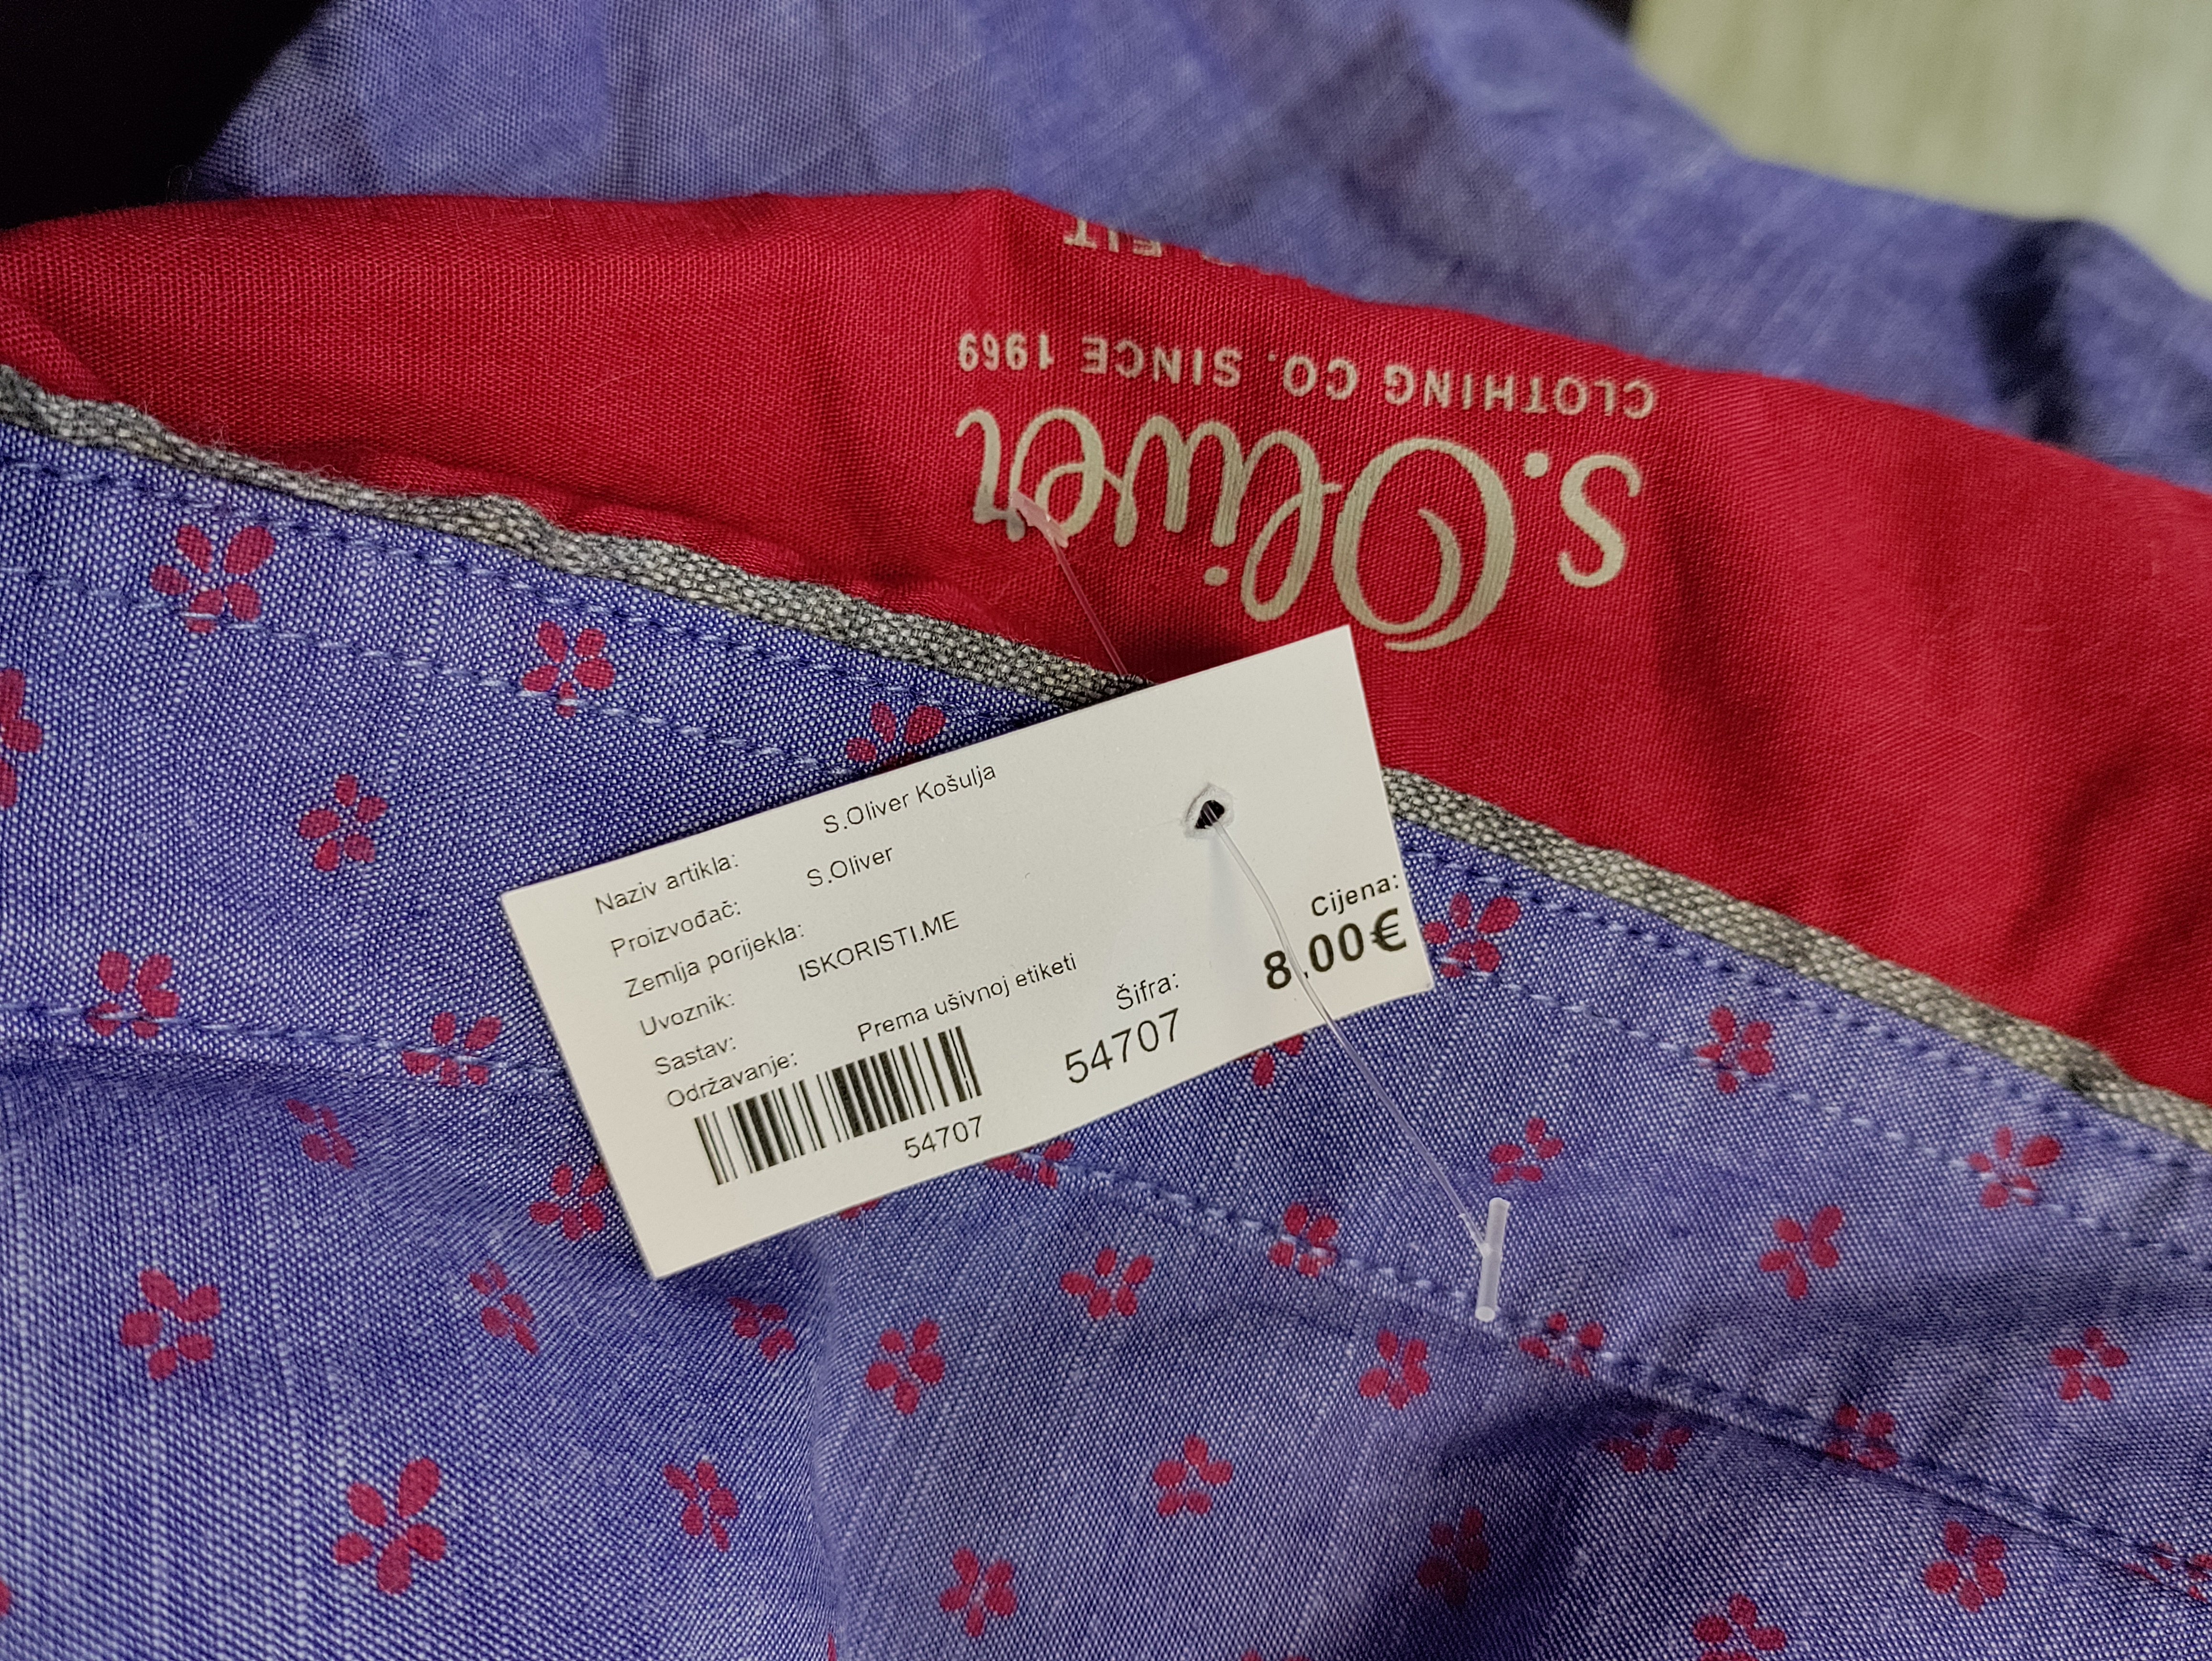 FIT
CLOTHING CO. SINCE 1969
s.Oliver
Naziv artikla: S.Oliver Košulja
Proizvođač: S.Oliver
Zemlja porijekla:
Uvoznik: ISKORISTI.ME
Sastav:
Održavanje: Prema ušivnoj etiketi
54707
Šifra:
54707
Cijena:
8.00€